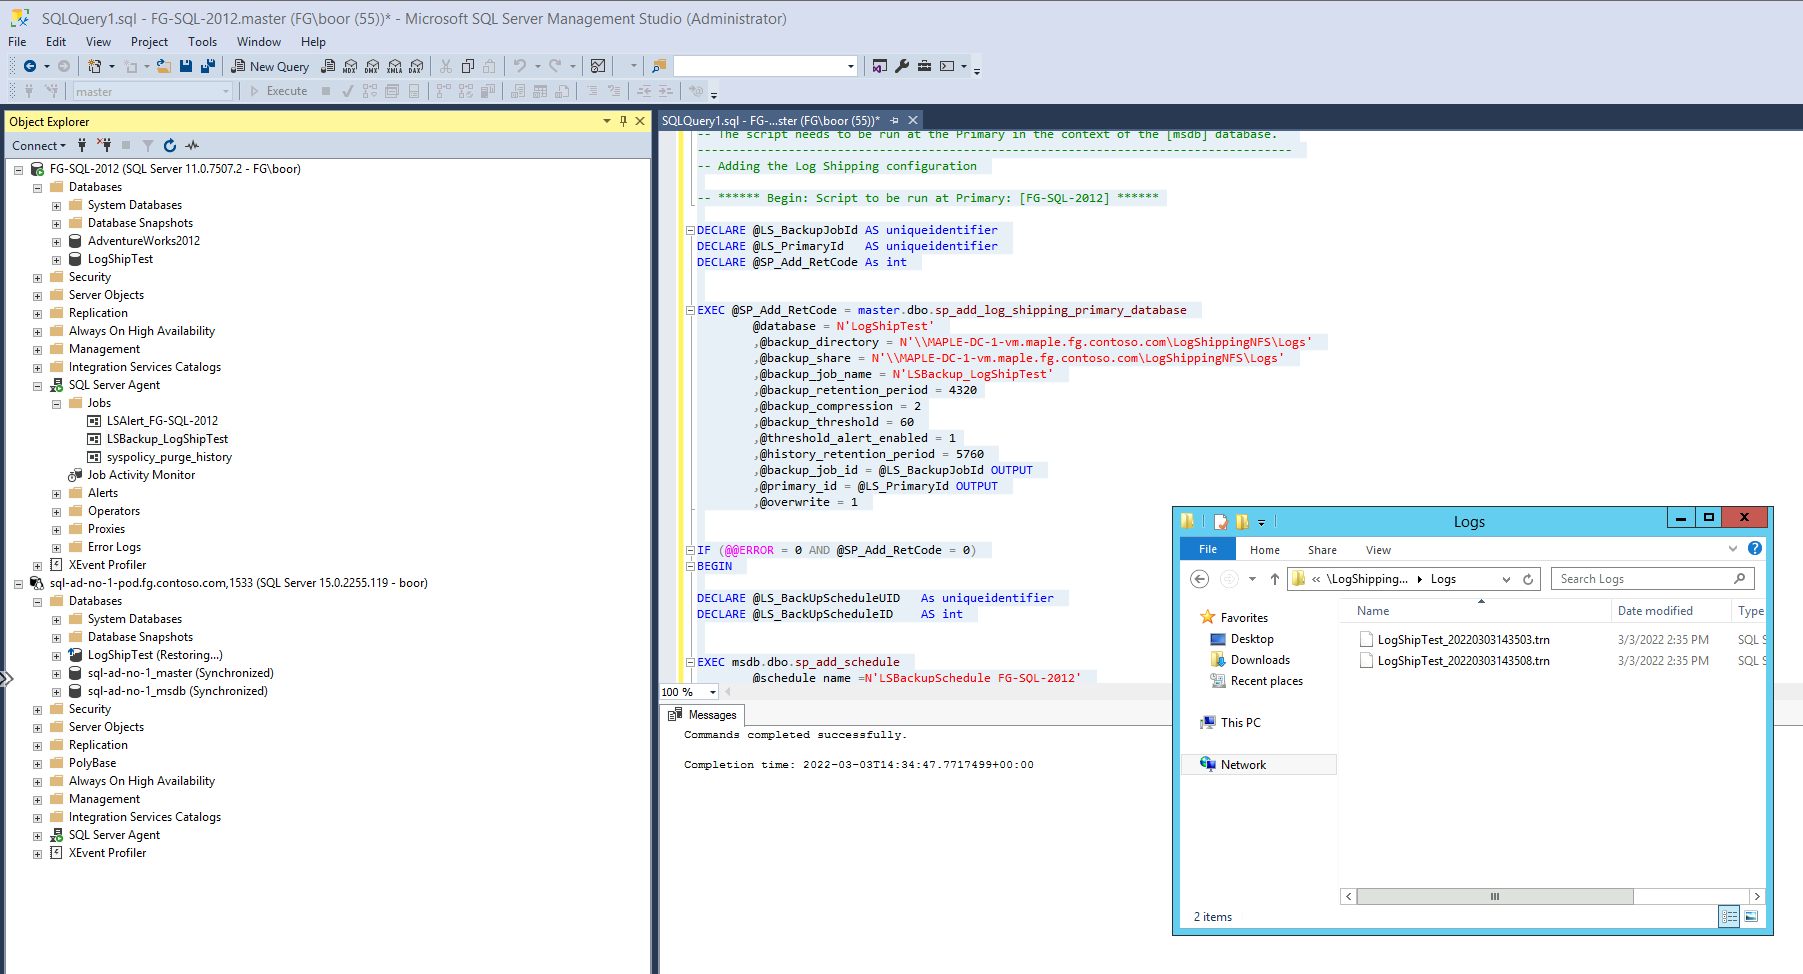 SQLQuery1.sql - FG-SQL-2012.master (FG\boor (55))* - Microsoft SQL Server Management Studio (Administrator)
File Edit View Project Tools Window Help
New Query MDX DMX XMLA DAX
master Execute
Object Explorer
Connect
FG-SQL-2012 (SQL Server 11.0.7507.2 - FG\boor)
Databases
System Databases
Database Snapshots
AdventureWorks2012
LogShipTest
Security
Server Objects
Replication
Always On High Availability
Management
Integration Services Catalogs
SQL Server Agent
Jobs
LSAlert_FG-SQL-2012
LSBackup_LogShipTest
syspolicy_purge_history
Job Activity Monitor
Alerts
Operators
Proxies
Error Logs
XEvent Profiler
sql-ad-no-1-pod.fg.contoso.com,1533 (SQL Server 15.0.2255.119 - boor)
Databases
System Databases
Database Snapshots
LogShipTest (Restoring...)
sql-ad-no-1_master (Synchronized)
sql-ad-no-1_msdb (Synchronized)
Security
Server Objects
Replication
PolyBase
Always On High Availability
Management
Integration Services Catalogs
SQL Server Agent
XEvent Profiler
SQLQuery1.sql - FG-...ster (FG\boor (55))*
-- The script needs to be run at the Primary in the context of the [msdb] database.
-------------------------------------------------------------------------------------
-- Adding the Log Shipping configuration
-- ****** Begin: Script to be run at Primary: [FG-SQL-2012] ******
DECLARE @LS_BackupJobId AS uniqueidentifier
DECLARE @LS_PrimaryId AS uniqueidentifier
DECLARE @SP_Add_RetCode As int
EXEC @SP_Add_RetCode = master.dbo.sp_add_log_shipping_primary_database
@database = N'LogShipTest'
,@backup_directory = N'\\MAPLE-DC-1-vm.maple.fg.contoso.com\LogShippingNFS\Logs'
,@backup_share = N'\\MAPLE-DC-1-vm.maple.fg.contoso.com\LogShippingNFS\Logs'
,@backup_job_name = N'LSBackup_LogShipTest'
,@backup_retention_period = 4320
,@backup_compression = 2
,@backup_threshold = 60
,@threshold_alert_enabled = 1
,@history_retention_period = 5760
,@backup_job_id = @LS_BackupJobId OUTPUT
,@primary_id = @LS_PrimaryId OUTPUT
,@overwrite = 1
IF (@@ERROR = 0 AND @SP_Add_RetCode = 0)
BEGIN
DECLARE @LS_BackUpScheduleUID As uniqueidentifier
DECLARE @LS_BackUpScheduleID AS int
EXEC msdb.dbo.sp_add_schedule
@schedule_name =N'LSBackupSchedule_FG-SQL-2012'
100 %
Messages
Commands completed successfully.
Completion time: 2022-03-03T14:34:47.7717499+00:00
Logs
File Home Share View
« \LogShipping... Logs
Search Logs
Favorites
Desktop
Downloads
Recent places
This PC
Network
Name Date modified Type
LogShipTest_20220303143503.trn 3/3/2022 2:35 PM SQL S
LogShipTest_20220303143508.trn 3/3/2022 2:35 PM SQL S
2 items